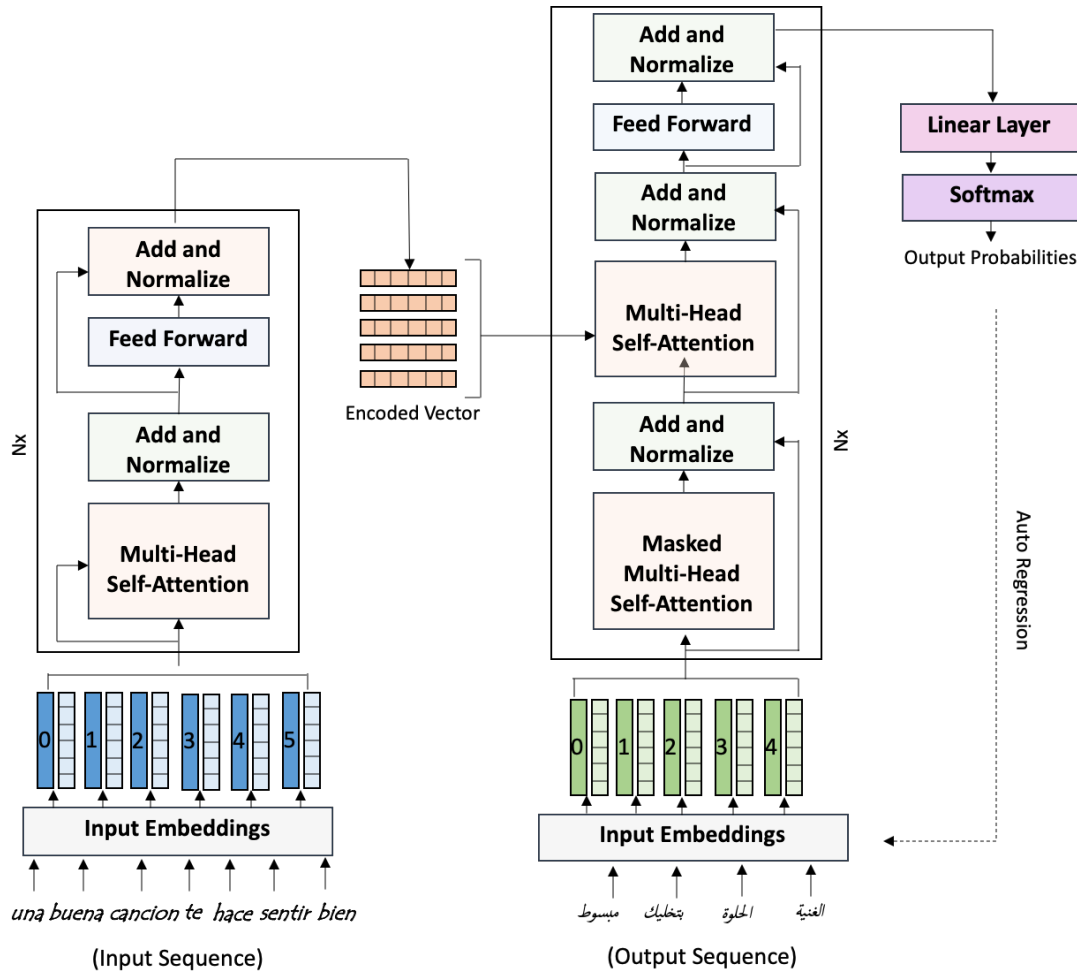 Add and
Normalize
Feed Forward
Add and
Normalize
Multi-Head
Self-Attention
Nx
0 1 2 3 4 5
Input Embeddings
una buena cancion te hace sentir bien
(Input Sequence)
Encoded Vector
Add and
Normalize
Feed Forward
Add and
Normalize
Multi-Head
Self-Attention
Add and
Normalize
Masked
Multi-Head
Self-Attention
Nx
0 1 2 3 4
Input Embeddings
الغنية الحلوة بتخليك مبسوط
(Output Sequence)
Linear Layer
Softmax
Output Probabilities
Auto Regression